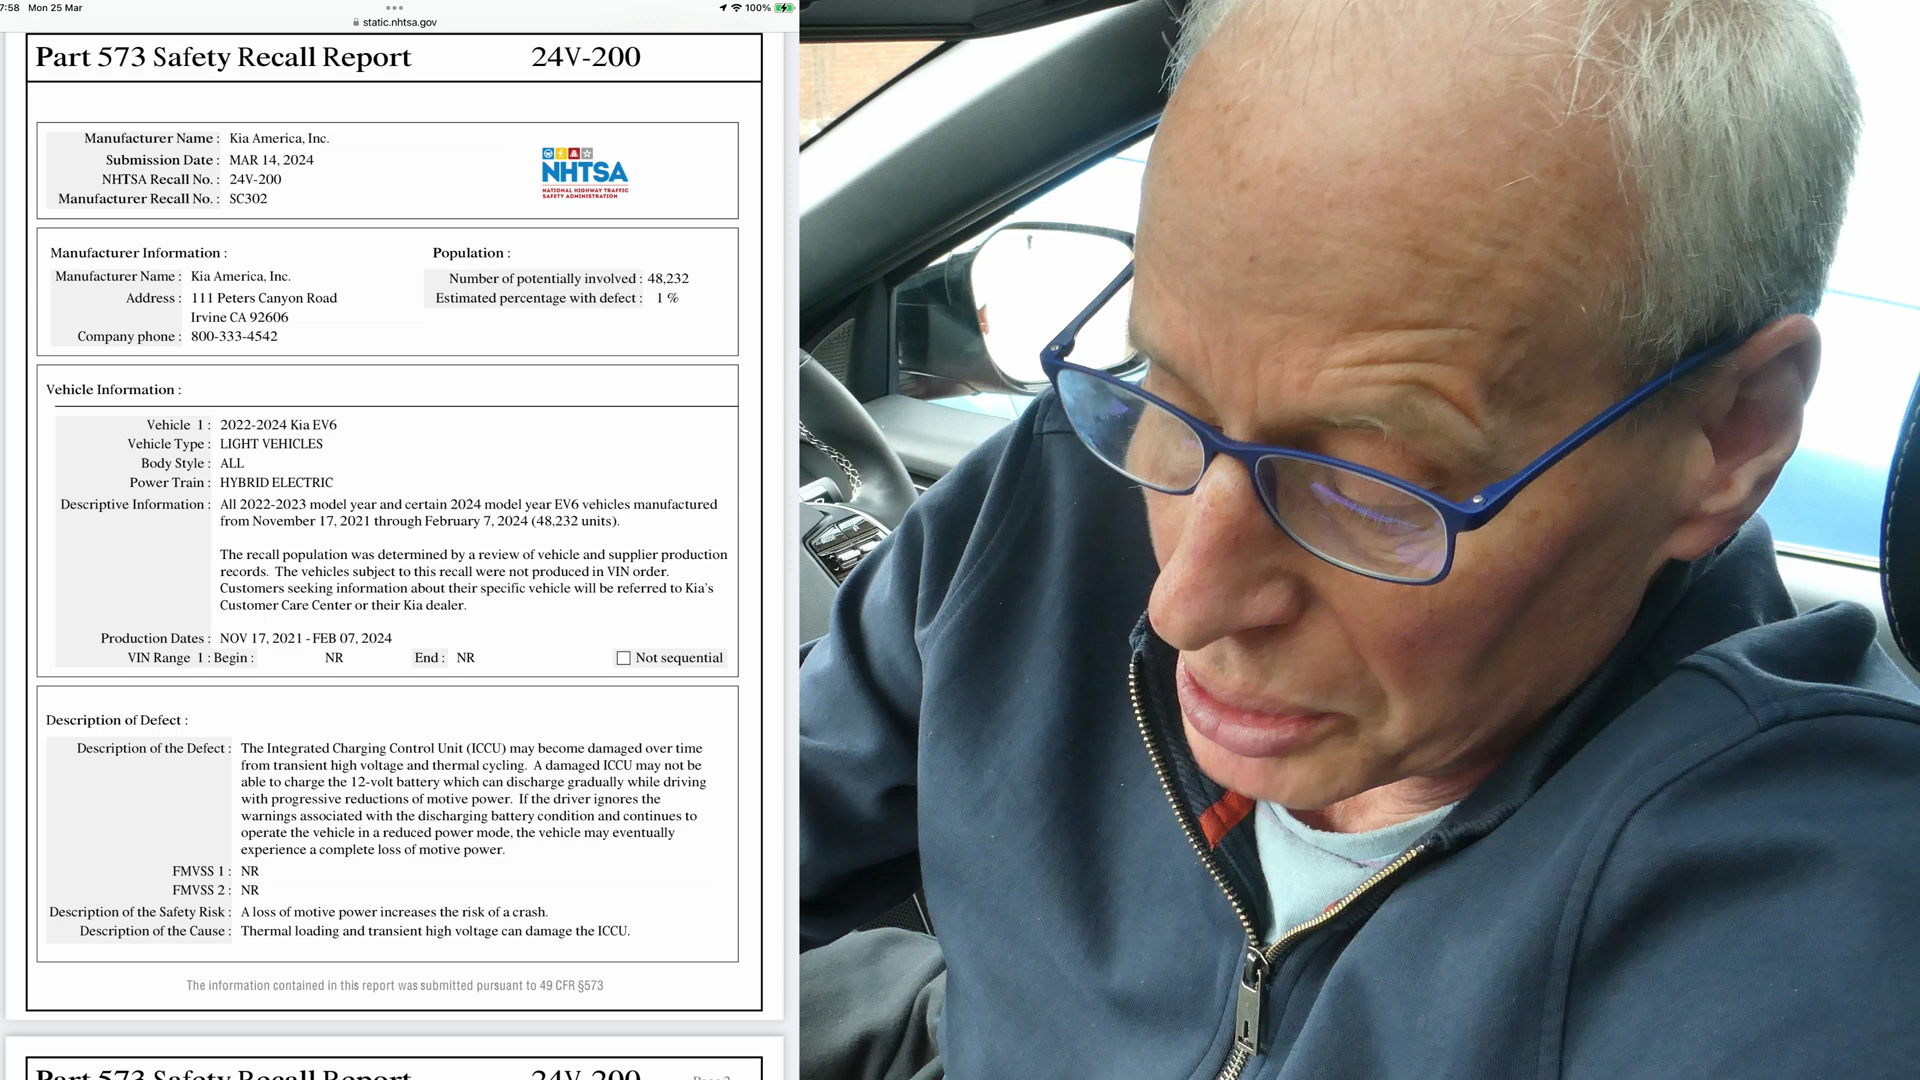 7:58 Mon 25 Mar
100%
static.nhtsa.gov
Part 573 Safety Recall Report 24V-200
Manufacturer Name : Kia America, Inc.
Submission Date : MAR 14, 2024
NHTSA Recall No. : 24V-200
Manufacturer Recall No. : SC302
NHTSA
NATIONAL HIGHWAY TRAFFIC
SAFETY ADMINISTRATION
Manufacturer Information :
Manufacturer Name : Kia America, Inc.
Address : 111 Peters Canyon Road
Irvine CA 92606
Company phone : 800-333-4542
Population :
Number of potentially involved : 48,232
Estimated percentage with defect : 1 %
Vehicle Information :
Vehicle 1 : 2022-2024 Kia EV6
Vehicle Type : LIGHT VEHICLES
Body Style : ALL
Power Train : HYBRID ELECTRIC
Descriptive Information : All 2022-2023 model year and certain 2024 model year EV6 vehicles manufactured
from November 17, 2021 through February 7, 2024 (48,232 units).
The recall population was determined by a review of vehicle and supplier production
records. The vehicles subject to this recall were not produced in VIN order.
Customers seeking information about their specific vehicle will be referred to Kia's
Customer Care Center or their Kia dealer.
Production Dates : NOV 17, 2021 - FEB 07, 2024
VIN Range 1 : Begin : NR End : NR Not sequential
Description of Defect :
Description of the Defect : The Integrated Charging Control Unit (ICCU) may become damaged over time
from transient high voltage and thermal cycling. A damaged ICCU may not be
able to charge the 12-volt battery which can discharge gradually while driving
with progressive reductions of motive power. If the driver ignores the
warnings associated with the discharging battery condition and continues to
operate the vehicle in a reduced power mode, the vehicle may eventually
experience a complete loss of motive power.
FMVSS 1 : NR
FMVSS 2 : NR
Description of the Safety Risk : A loss of motive power increases the risk of a crash.
Description of the Cause : Thermal loading and transient high voltage can damage the ICCU.
The information contained in this report was submitted pursuant to 49 CFR §573
Part 573 Safety Recall Report 24V-200 Page 2